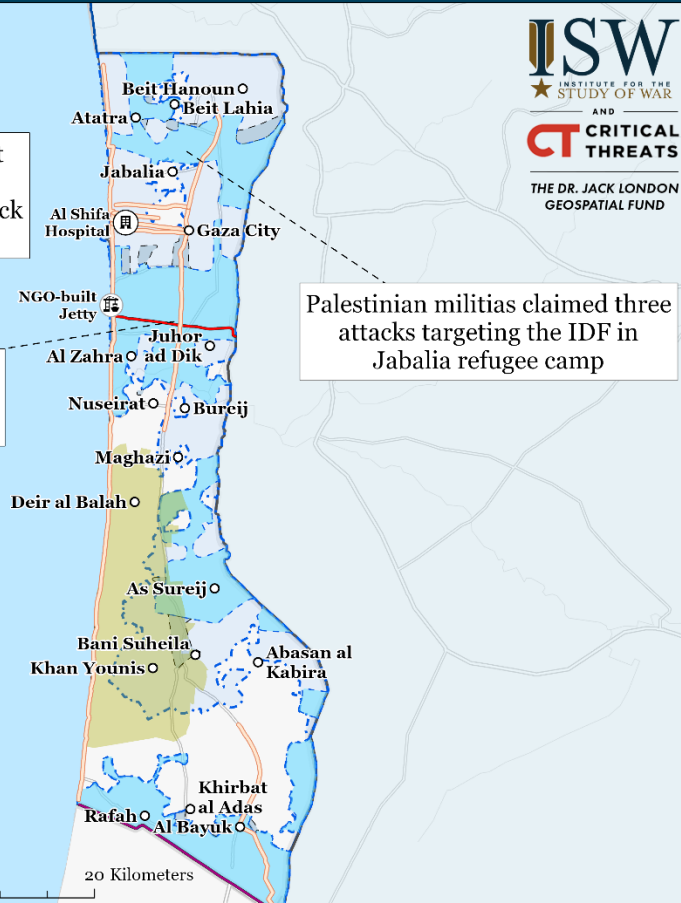 ISW
INSTITUTE FOR THE
STUDY OF WAR
AND
CT CRITICAL
THREATS
THE DR. JACK LONDON
GEOSPATIAL FUND
Beit Hanoun
Beit Lahia
Atatra
t
Jabalia
ck
Al Shifa
Hospital
Gaza City
NGO-built
Jetty
Palestinian militias claimed three
attacks targeting the IDF in
Jabalia refugee camp
Juhor
ad Dik
Al Zahra
Nuseirat
Bureij
Maghazi
Deir al Balah
As Sureij
Bani Suheila
Khan Younis
Abasan al
Kabira
Khirbat
al Adas
Rafah
Al Bayuk
20 Kilometers